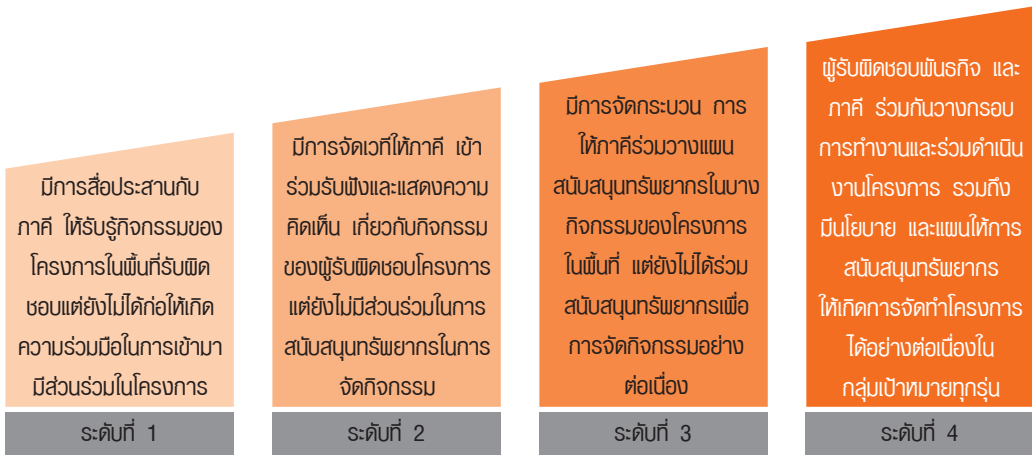 มีการสื่อประสานกับ
ภาคี ให้รับรู้กิจกรรมของ
โครงการในพื้นที่รับผิด
ชอบแต่ยังไม่ได้ก่อให้เกิด
ความร่วมมือในการเข้ามา
มีส่วนร่วมในโครงการ
ระดับที่ 1
มีการจัดเวทีให้ภาคี เข้า
ร่วมรับฟังและแสดงความ
คิดเห็น เกี่ยวกับกิจกรรม
ของผู้รับผิดชอบโครงการ
แต่ยังไม่มีส่วนร่วมในการ
สนับสนุนทรัพยากรในการ
จัดกิจกรรม
ระดับที่ 2
มีการจัดกระบวน การ
ให้ภาคีร่วมวางแผน
สนับสนุนทรัพยากรในบาง
กิจกรรมของโครงการ
ในพื้นที่ แต่ยังไม่ได้ร่วม
สนับสนุนทรัพยากรเพื่อ
การจัดกิจกรรมอย่าง
ต่อเนื่อง
ระดับที่ 3
ผู้รับผิดชอบพันธกิจ และ
ภาคี ร่วมกันวางกรอบ
การทำงานและร่วมดำเนิน
งานโครงการ รวมถึง
มีนโยบาย และแผนให้การ
สนับสนุนทรัพยากร
ให้เกิดการจัดทำโครงการ
ได้อย่างต่อเนื่องใน
กลุ่มเป้าหมายทุกรุ่น
ระดับที่ 4